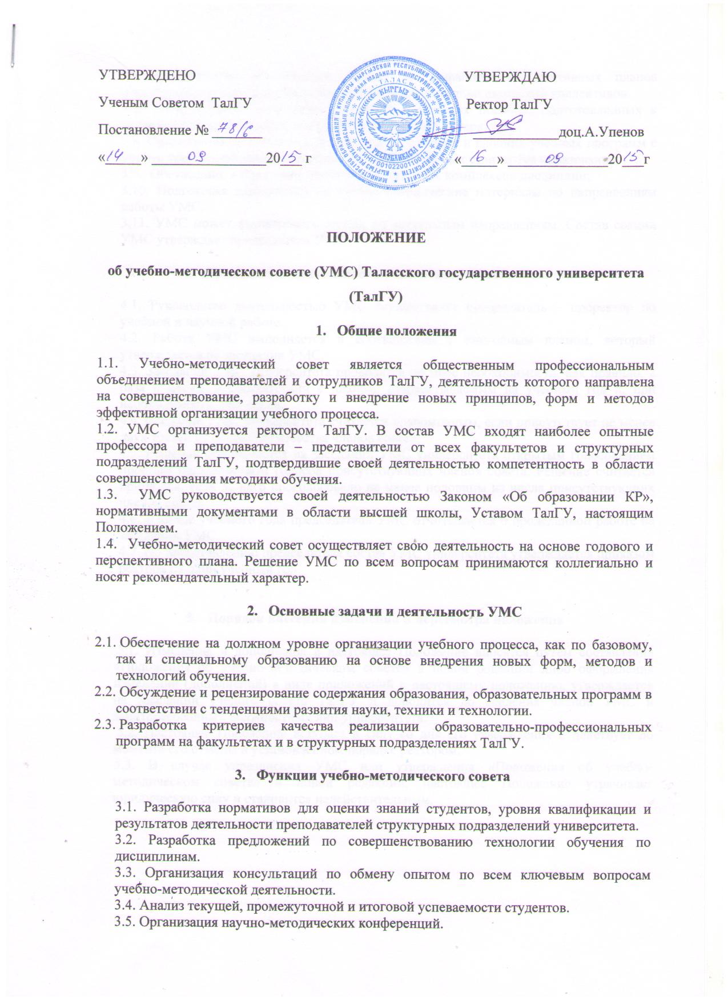 УТВЕРЖДЕНО
УТВЕРЖДАЮ
Ученым Советом ТалГУ
Ректор ТалГУ
Постановление № 78/6
доц.А.Упенов
«14» 09 2015 г
«16» 09 2015г
КЫРГЫЗ
РЕСПУБЛИКАСЫ
ИНН 00102200110013
ПОЛОЖЕНИЕ
об учебно-методическом совете (УМС) Таласского государственного университета
(ТалГУ)
1. Общие положения
1.1. Учебно-методический совет является общественным профессиональным
объединением преподавателей и сотрудников ТалГУ, деятельность которого направлена
на совершенствование, разработку и внедрение новых принципов, форм и методов
эффективной организации учебного процесса.
1.2. УМС организуется ректором ТалГУ. В состав УМС входят наиболее опытные
профессора и преподаватели – представители от всех факультетов и структурных
подразделений ТалГУ, подтвердившие своей деятельностью компетентность в области
совершенствования методики обучения.
1.3. УМС руководствуется своей деятельностью Законом «Об образовании КР»,
нормативными документами в области высшей школы, Уставом ТалГУ, настоящим
Положением.
1.4. Учебно-методический совет осуществляет свою деятельность на основе годового и
перспективного плана. Решение УМС по всем вопросам принимаются коллегиально и
носят рекомендательный характер.
2. Основные задачи и деятельность УМС
2.1. Обеспечение на должном уровне организации учебного процесса, как по базовому,
так и специальному образованию на основе внедрения новых форм, методов и
технологий обучения.
2.2. Обсуждение и рецензирование содержания образования, образовательных программ в
соответствии с тенденциями развития науки, техники и технологии.
2.3. Разработка критериев качества реализации образовательно-профессиональных
программ на факультетах и в структурных подразделениях ТалГУ.
3. Функции учебно-методического совета
3.1. Разработка нормативов для оценки знаний студентов, уровня квалификации и
результатов деятельности преподавателей структурных подразделений университета.
3.2. Разработка предложений по совершенствованию технологии обучения по
дисциплинам.
3.3. Организация консультаций по обмену опытом по всем ключевым вопросам
учебно-методической деятельности.
3.4. Анализ текущей, промежуточной и итоговой успеваемости студентов.
3.5. Организация научно-методических конференций.